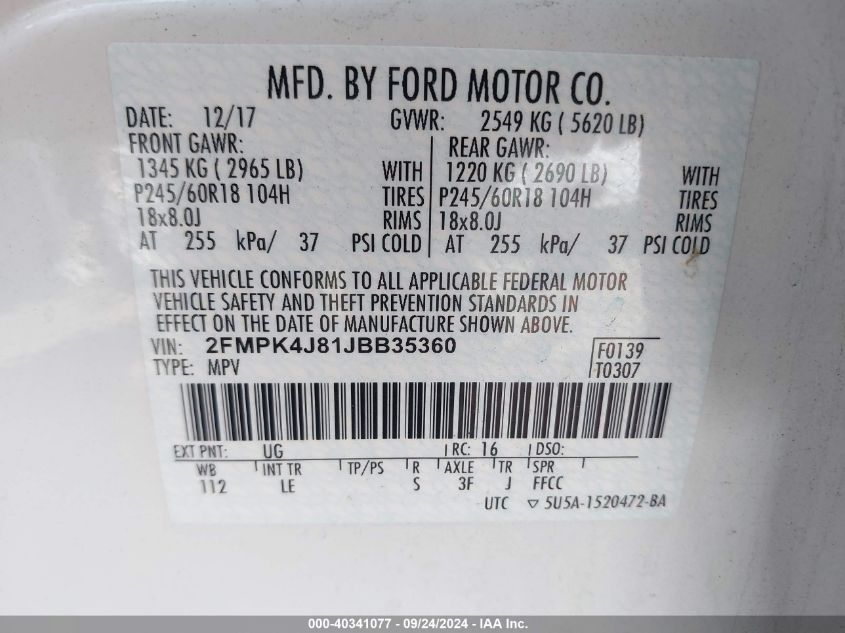 MFD. BY FORD MOTOR CO.
DATE: 12/17 GVWR: 2549 KG ( 5620 LB)
FRONT GAWR: REAR GAWR:
1345 KG ( 2965 LB) WITH 1220 KG ( 2690 LB) WITH
P245/60R18 104H TIRES P245/60R18 104H TIRES
18x8.0J RIMS 18x8.0J RIMS
AT 255 kPa/ 37 PSI COLD AT 255 kPa/ 37 PSI COLD
THIS VEHICLE CONFORMS TO ALL APPLICABLE FEDERAL MOTOR
VEHICLE SAFETY AND THEFT PREVENTION STANDARDS IN
EFFECT ON THE DATE OF MANUFACTURE SHOWN ABOVE.
VIN: 2FMPK4J81JBB35360 F0139
TYPE: MPV T0307
EXT PNT: UG RC: 16 DSO:
WB INT TR TP/PS R AXLE TR SPR
112 LE S 3F J FFCC
UTC ▽ 5U5A-1520472-BA
000-40341077 - 09/24/2024 - IAA Inc.